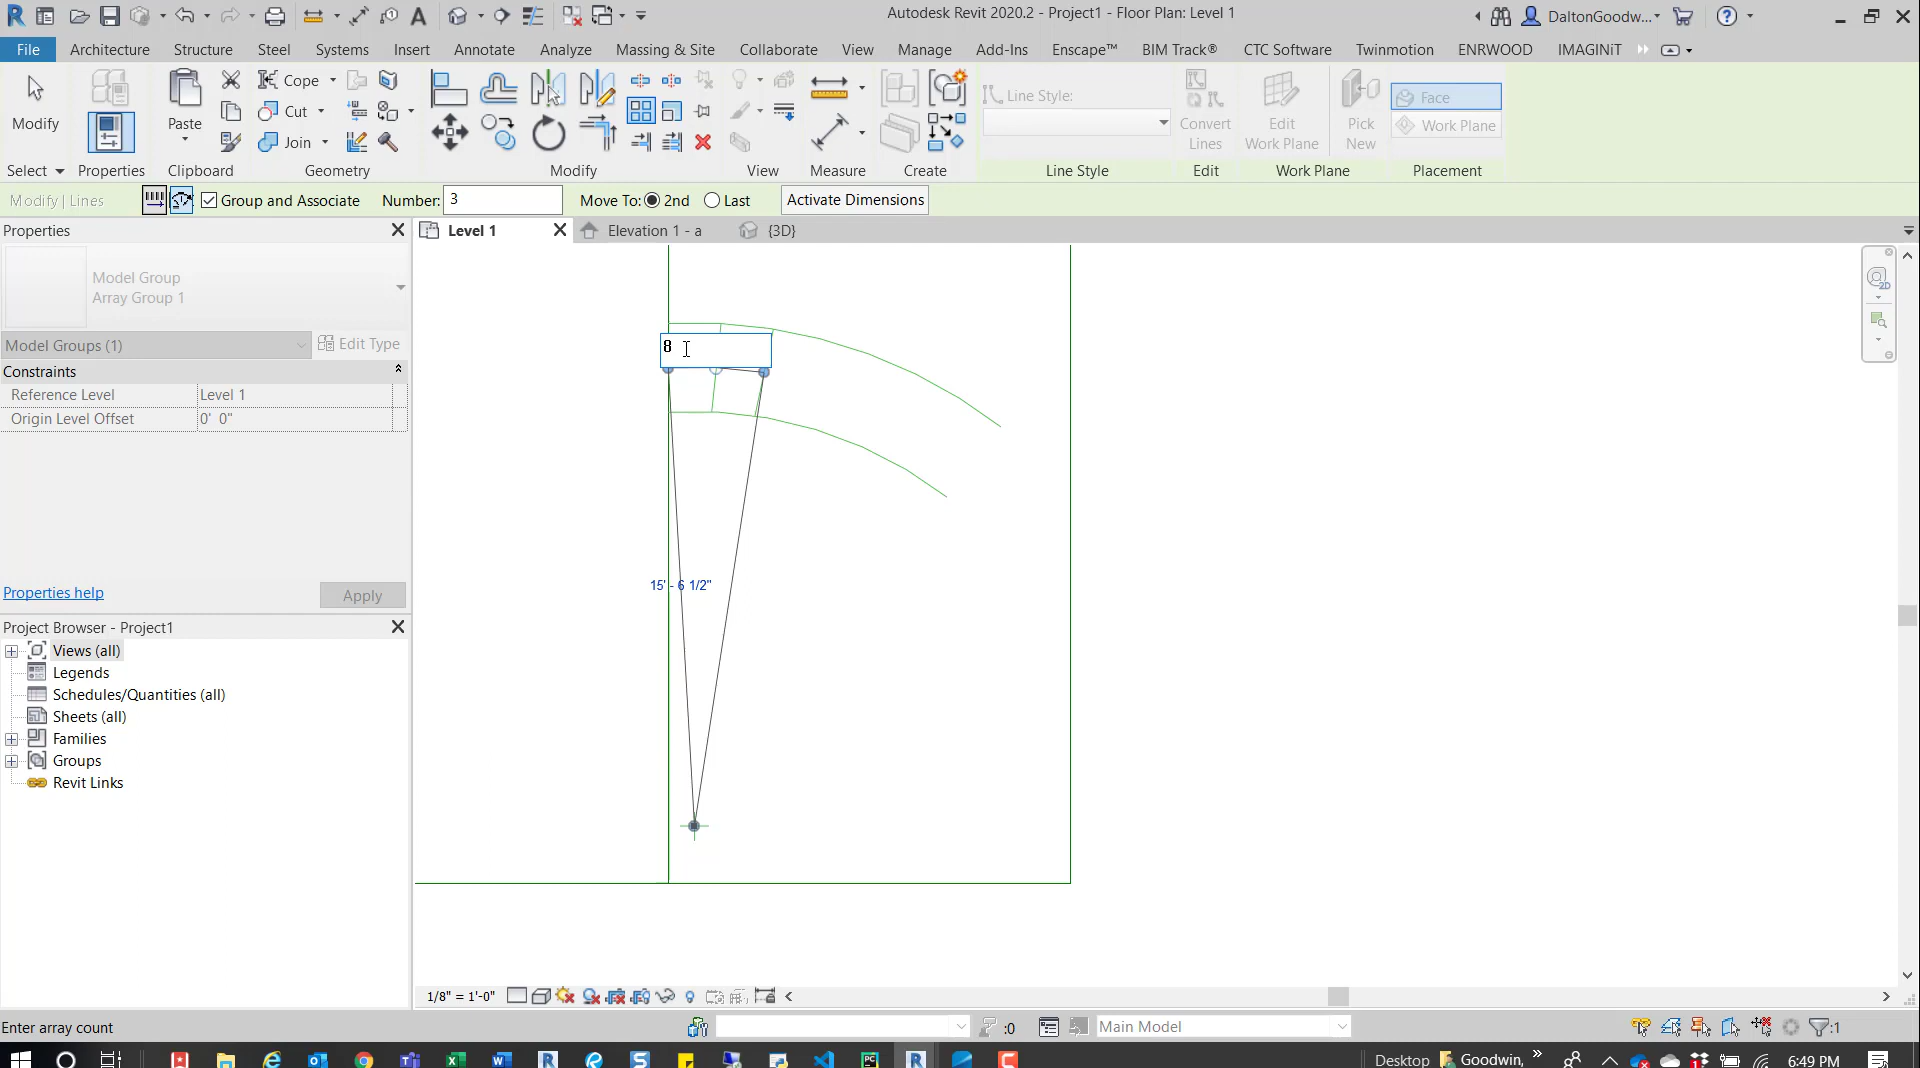 Autodesk Revit 2020.2 - Project1 - Floor Plan: Level 1
DaltonGoodw...
File Architecture Structure Steel Systems Insert Annotate Analyze Massing & Site Collaborate View Manage Add-Ins Enscape™ BIM Track® CTC Software Twinmotion ENRWOOD IMAGINiT
Modify
Paste
Cope
Cut
Join
Line Style:
Convert Lines
Edit Work Plane
Pick New
Face
Work Plane
Select Properties Clipboard Geometry Modify View Measure Create Line Style Edit Work Plane Placement
Modify | Lines Group and Associate Number: 3 Move To: 2nd Last Activate Dimensions
Properties
Level 1 Elevation 1 - a {3D}
Model Group
Array Group 1
Model Groups (1) Edit Type
Constraints
Reference Level Level 1
Origin Level Offset 0' 0"
8
15' - 6 1/2"
2D
Properties help Apply
Project Browser - Project1
Views (all)
Legends
Schedules/Quantities (all)
Sheets (all)
Families
Groups
Revit Links
1/8" = 1'-0"
Enter array count :0 Main Model :1
Desktop Goodwin, 6:49 PM